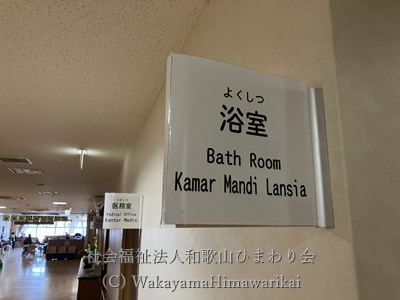 よくしつ
浴室
Bath Room
Kamar Mandi Lansia
医務室
Medical Office
Kantor Medis
社会福祉法人和歌山ひまわり会
(C) WakayamaHimawarikai